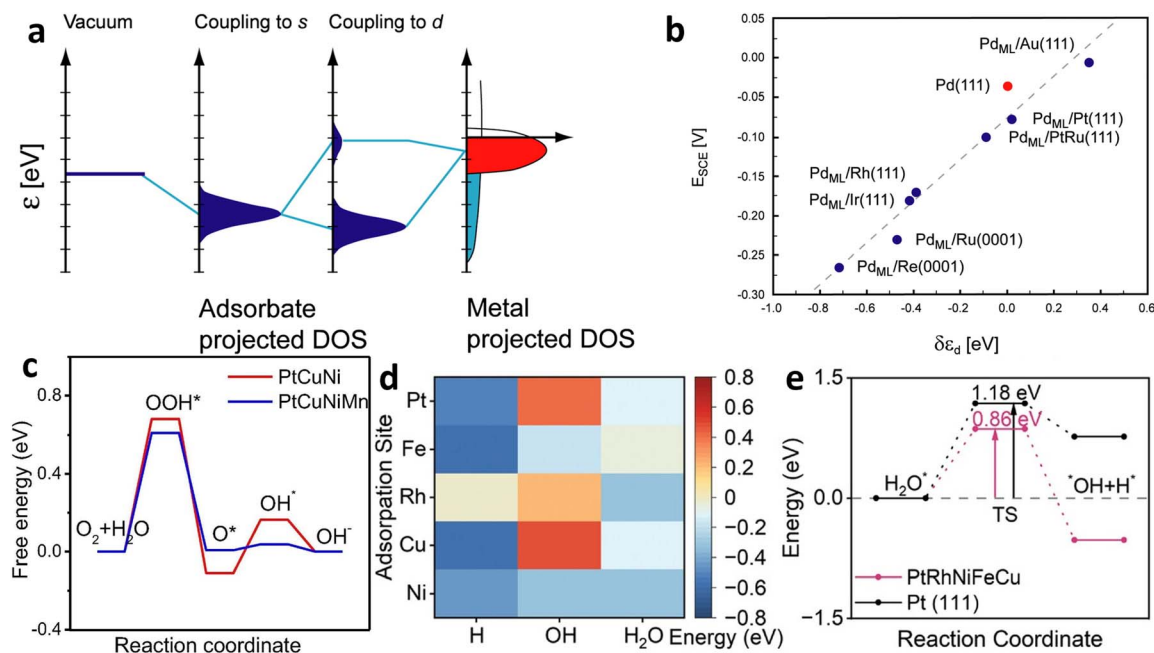 a
Vacuum
Coupling to s
Coupling to d
ε [eV]
Adsorbate
projected DOS
Metal
projected DOS
b
E_SCE [V]
0.00
-0.05
-0.10
-0.15
-0.20
-0.25
-0.30
Pd_ML/Au(111)
Pd(111)
Pd_ML/Pt(111)
Pd_ML/PtRu(111)
Pd_ML/Rh(111)
Pd_ML/Ir(111)
Pd_ML/Ru(0001)
Pd_ML/Re(0001)
-1.0 -0.8 -0.6 -0.4 -0.2 0.0 0.2 0.4 0.6
δε_d [eV]
c
Free energy (eV)
0.8
0.4
0.0
-0.4
PtCuNi
PtCuNiMn
OOH*
O₂+H₂O
O*
OH*
OH⁻
Reaction coordinate
d
Adsorpation Site
Pt
Fe
Rh
Cu
Ni
H OH H₂O
0.8
0.6
0.4
0.2
0
−0.2
−0.4
−0.6
−0.8
Energy (eV)
e
Energy (eV)
1.5
0.0
-1.5
1.18 eV
0.86 eV
H₂O*
*OH+H*
TS
PtRhNiFeCu
Pt (111)
Reaction Coordinate